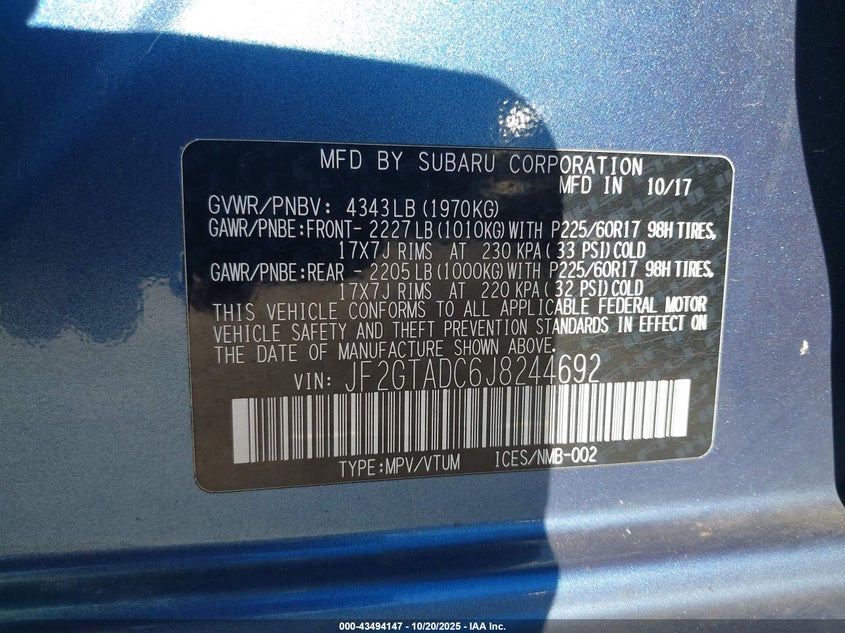 MFD BY SUBARU CORPORATION
MFD IN 10/17
GVWR/PNBV: 4343LB (1970KG)
GAWR/PNBE:FRONT- 2227 LB (1010KG) WITH P225/60R17 98H TIRES,
17X7J RIMS AT 230 KPA ( 33 PSI) COLD
GAWR/PNBE:REAR - 2205 LB (1000KG) WITH P225/60R17 98H TIRES,
17X7J RIMS AT 220 KPA ( 32 PSI) COLD
THIS VEHICLE CONFORMS TO ALL APPLICABLE FEDERAL MOTOR
VEHICLE SAFETY AND THEFT PREVENTION STANDARDS IN EFFECT ON
THE DATE OF MANUFACTURE SHOWN ABOVE.
VIN: JF2GTADC6J8244692
TYPE:MPV/VTUM ICES/NMB-002
000-43494147 - 10/20/2025 - IAA Inc.